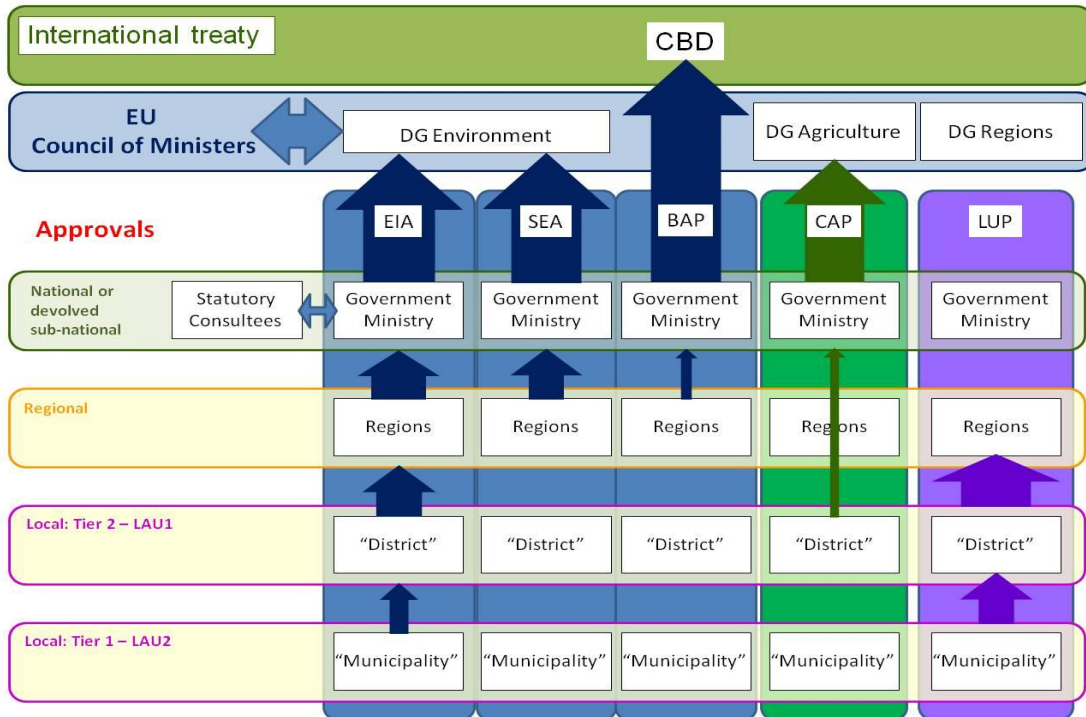 International treaty
CBD
EU
Council of Ministers
DG Environment
DG Agriculture
DG Regions
Approvals
EIA
SEA
BAP
CAP
LUP
National or
devolved
sub-national
Statutory
Consultees
Government
Ministry
Government
Ministry
Government
Ministry
Government
Ministry
Government
Ministry
Regional
Regions
Regions
Regions
Regions
Regions
Local: Tier 2 – LAU1
“District”
“District”
“District”
“District”
“District”
Local: Tier 1 – LAU2
“Municipality”
“Municipality”
“Municipality”
“Municipality”
“Municipality”